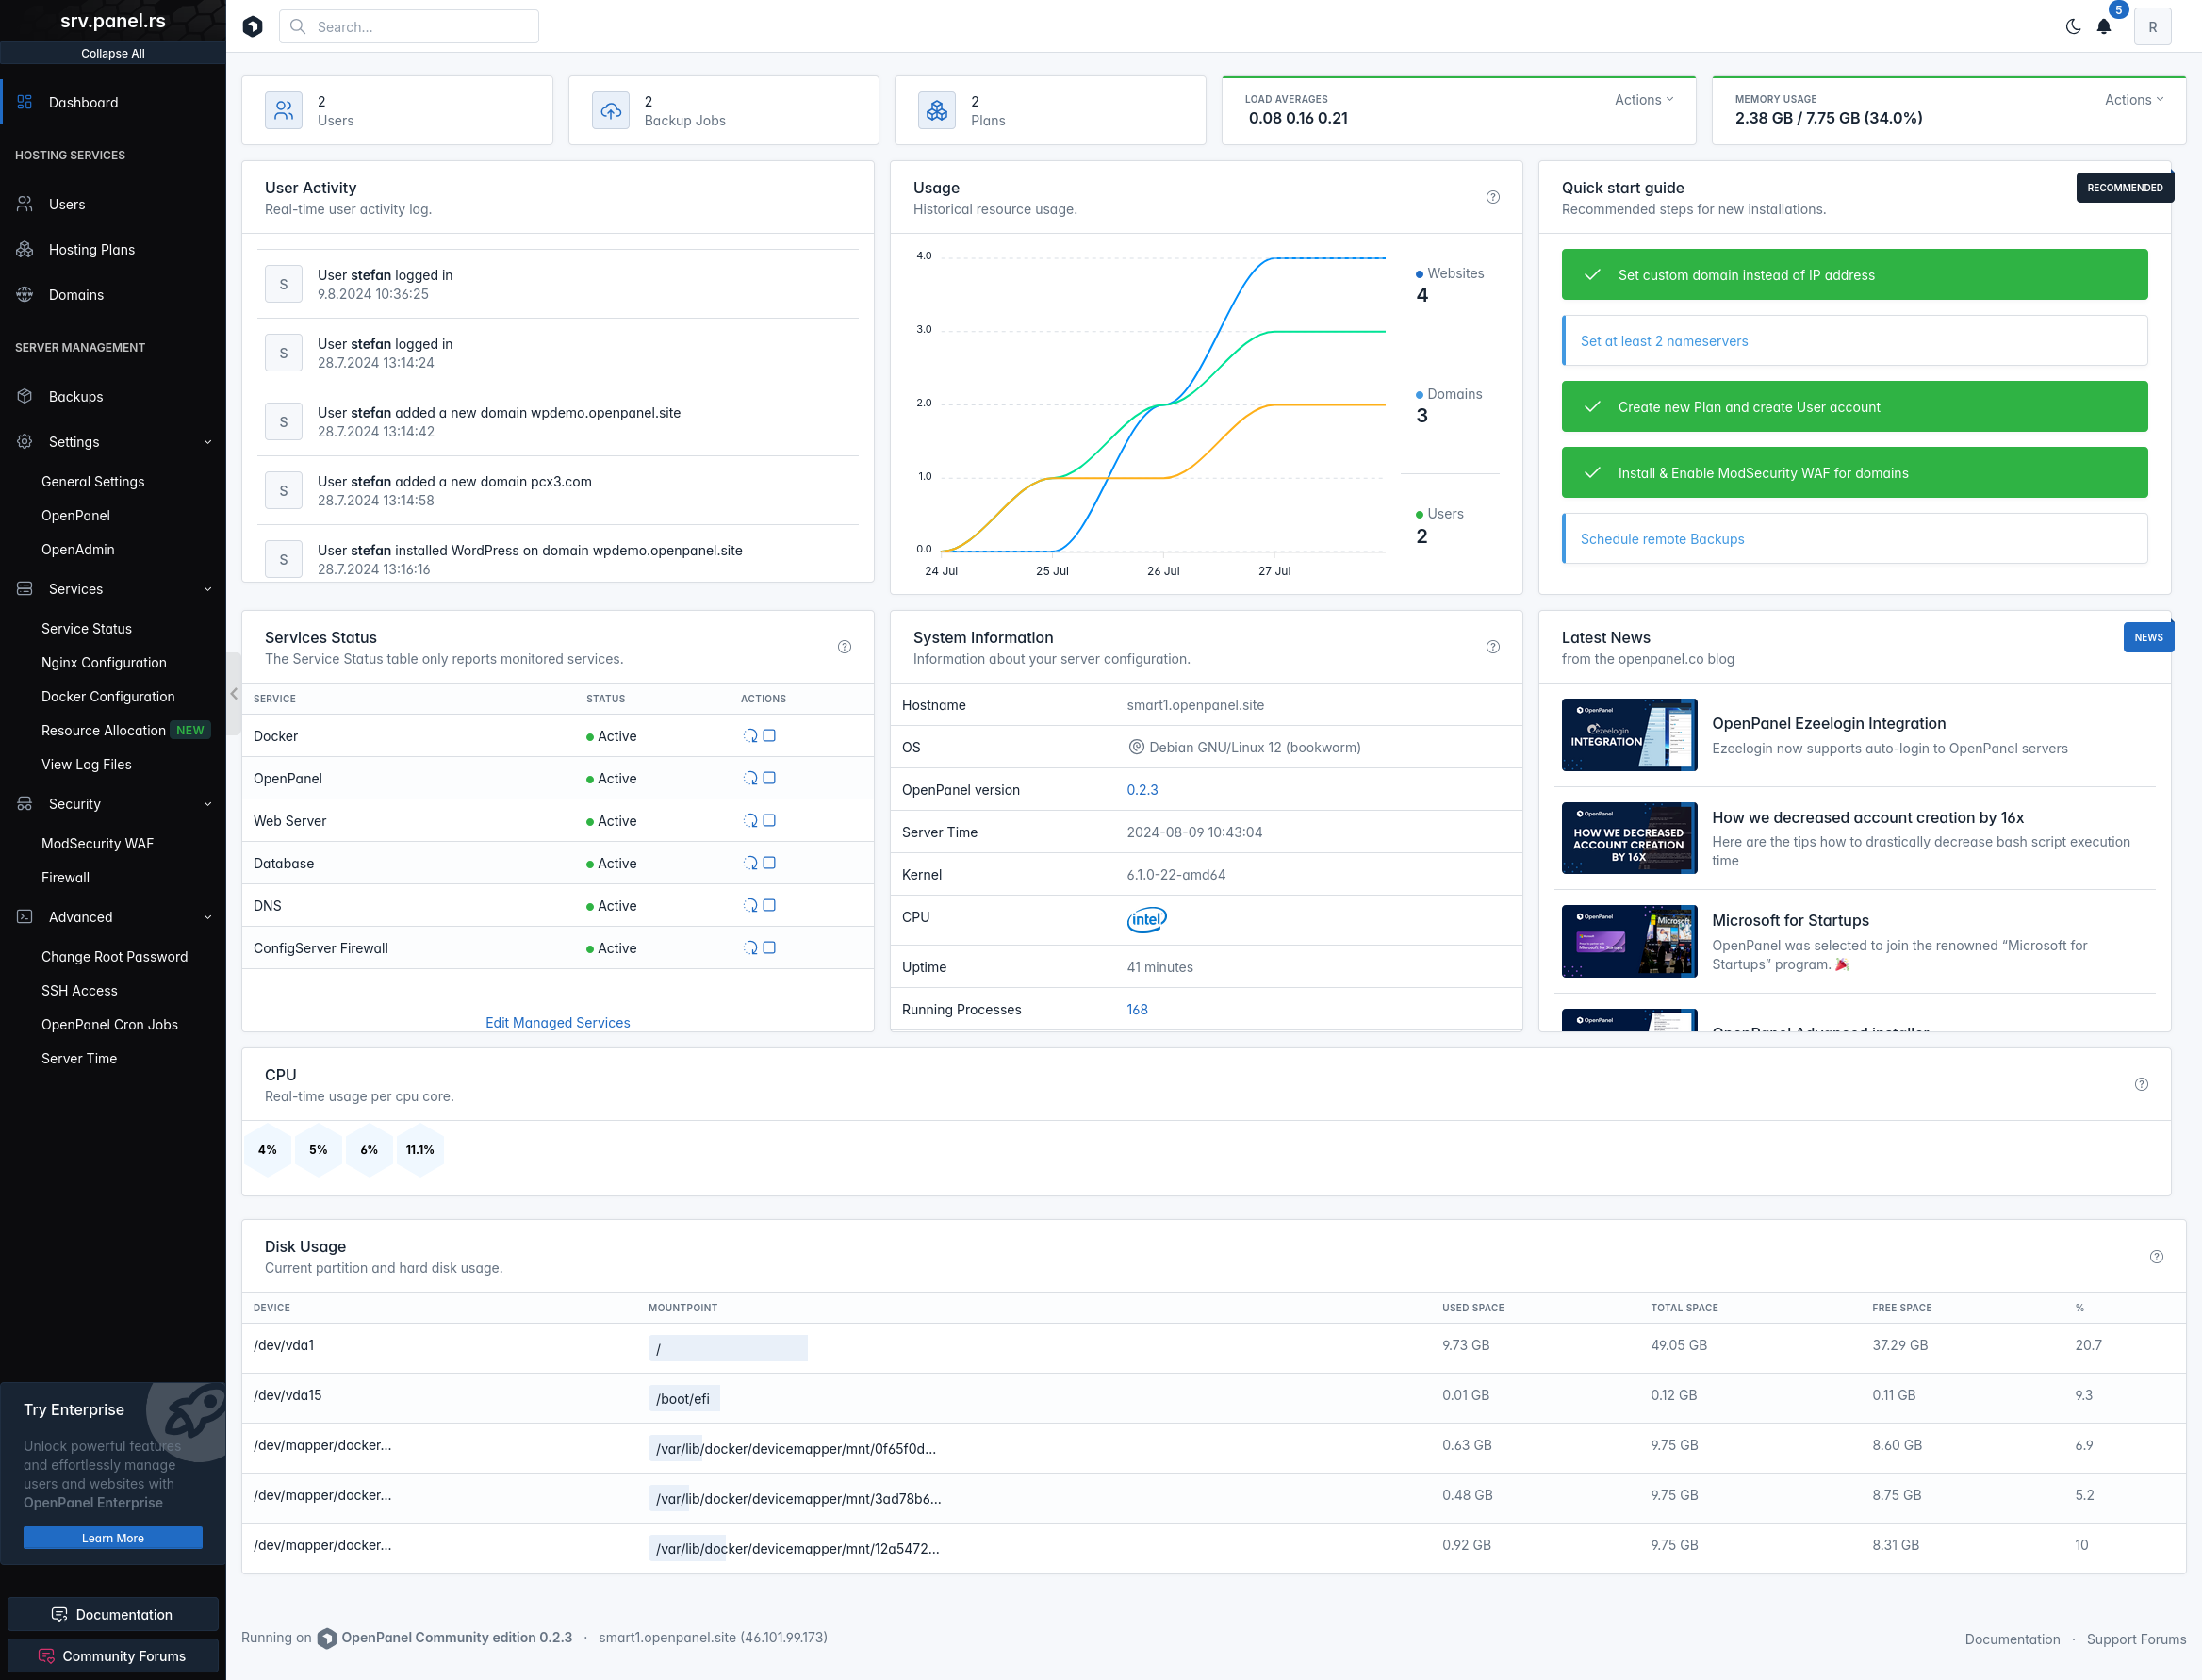 srv.panel.rs
Collapse All
Dashboard
HOSTING SERVICES
Users
Hosting Plans
Domains
SERVER MANAGEMENT
Backups
Settings
General Settings
OpenPanel
OpenAdmin
Services
Service Status
Nginx Configuration
Docker Configuration
Resource Allocation NEW
View Log Files
Security
ModSecurity WAF
Firewall
Advanced
Change Root Password
SSH Access
OpenPanel Cron Jobs
Server Time
Try Enterprise
Unlock powerful features
and effortlessly manage
users and websites with
OpenPanel Enterprise
Learn More
Documentation
Community Forums
Search...
5
R
2
Users
2
Backup Jobs
2
Plans
LOAD AVERAGES
Actions
0.08 0.16 0.21
MEMORY USAGE
Actions
2.38 GB / 7.75 GB (34.0%)
User Activity
Real-time user activity log.
S
User stefan logged in
9.8.2024 10:36:25
S
User stefan logged in
28.7.2024 13:14:24
S
User stefan added a new domain wpdemo.openpanel.site
28.7.2024 13:14:42
S
User stefan added a new domain pcx3.com
28.7.2024 13:14:58
S
User stefan installed WordPress on domain wpdemo.openpanel.site
28.7.2024 13:16:16
Usage
Historical resource usage.
4.0
3.0
2.0
1.0
0.0
24 Jul 25 Jul 26 Jul 27 Jul
Websites
4
Domains
3
Users
2
Quick start guide
Recommended steps for new installations.
RECOMMENDED
Set custom domain instead of IP address
Set at least 2 nameservers
Create new Plan and create User account
Install & Enable ModSecurity WAF for domains
Schedule remote Backups
Services Status
The Service Status table only reports monitored services.
SERVICE STATUS ACTIONS
Docker Active
OpenPanel Active
Web Server Active
Database Active
DNS Active
ConfigServer Firewall Active
Edit Managed Services
System Information
Information about your server configuration.
Hostname smart1.openpanel.site
OS Debian GNU/Linux 12 (bookworm)
OpenPanel version 0.2.3
Server Time 2024-08-09 10:43:04
Kernel 6.1.0-22-amd64
CPU intel
Uptime 41 minutes
Running Processes 168
Latest News
from the openpanel.co blog
NEWS
OpenPanel
ezeelogin
INTEGRATION
OpenPanel Ezeelogin Integration
Ezeelogin now supports auto-login to OpenPanel servers
OpenPanel
HOW WE DECREASED
ACCOUNT CREATION
BY 16X
How we decreased account creation by 16x
Here are the tips how to drastically decrease bash script execution
time
OpenPanel
Microsoft
Microsoft for Startups
OpenPanel was selected to join the renowned “Microsoft for
Startups” program.
OpenPanel
OpenPanel Advanced installer
CPU
Real-time usage per cpu core.
4% 5% 6% 11.1%
Disk Usage
Current partition and hard disk usage.
DEVICE MOUNTPOINT USED SPACE TOTAL SPACE FREE SPACE %
/dev/vda1 / 9.73 GB 49.05 GB 37.29 GB 20.7
/dev/vda15 /boot/efi 0.01 GB 0.12 GB 0.11 GB 9.3
/dev/mapper/docker... /var/lib/docker/devicemapper/mnt/0f65f0d... 0.63 GB 9.75 GB 8.60 GB 6.9
/dev/mapper/docker... /var/lib/docker/devicemapper/mnt/3ad78b6... 0.48 GB 9.75 GB 8.75 GB 5.2
/dev/mapper/docker... /var/lib/docker/devicemapper/mnt/12a5472... 0.92 GB 9.75 GB 8.31 GB 10
Running on OpenPanel Community edition 0.2.3 · smart1.openpanel.site (46.101.99.173)
Documentation · Support Forums